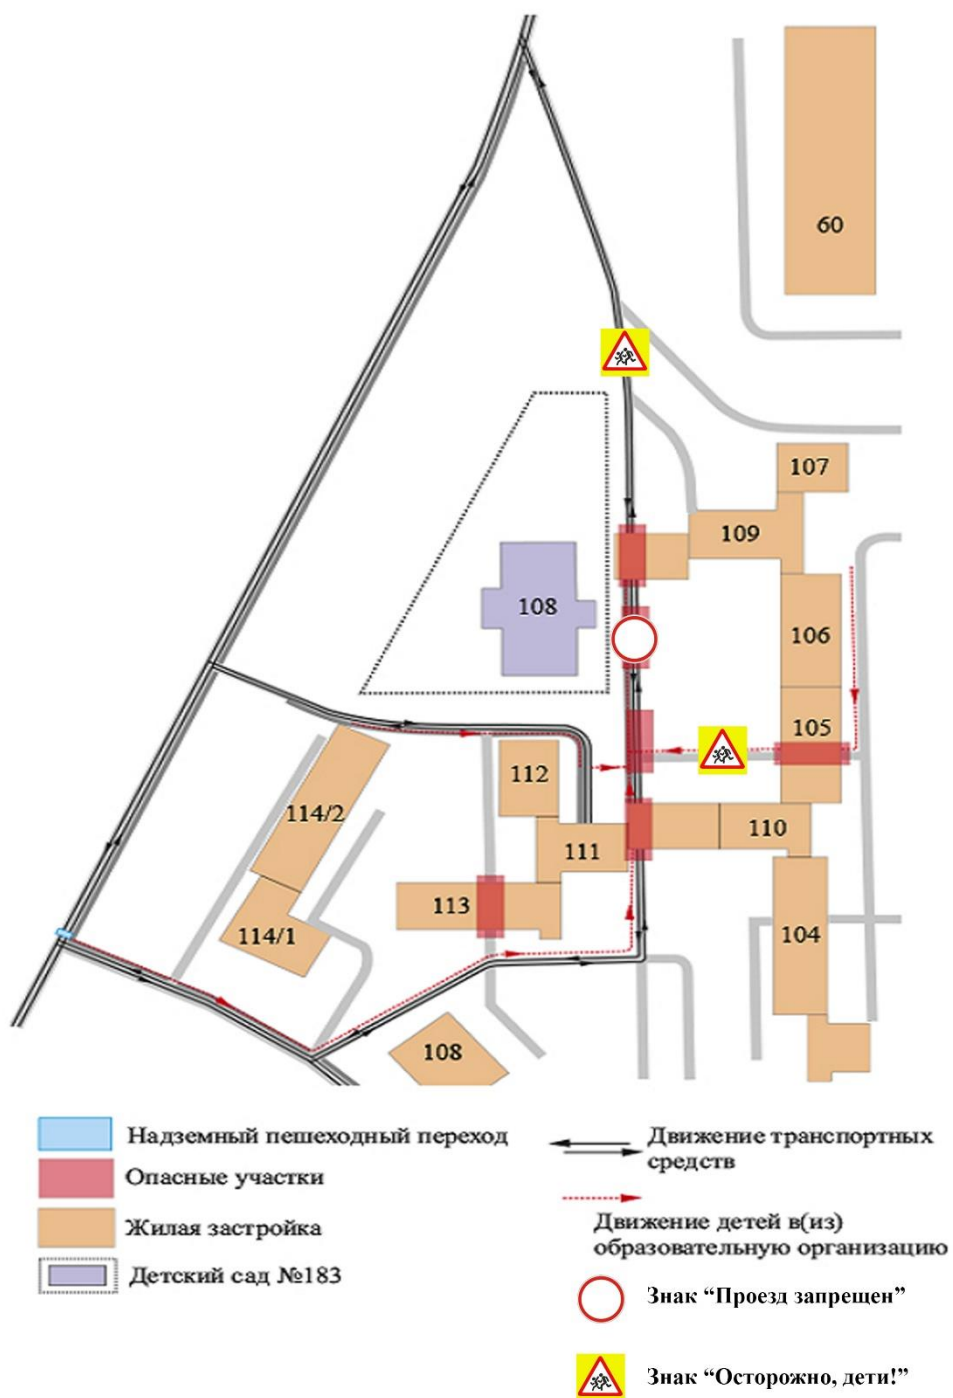 60
107
109
108
106
105
112
114/2
110
111
113
114/1
104
108
Надземный пешеходный переход
Опасные участки
Жилая застройка
Детский сад №183
Движение транспортных
средств
Движение детей в(из)
образовательную организацию
Знак “Проезд запрещен”
Знак “Осторожно, дети!”